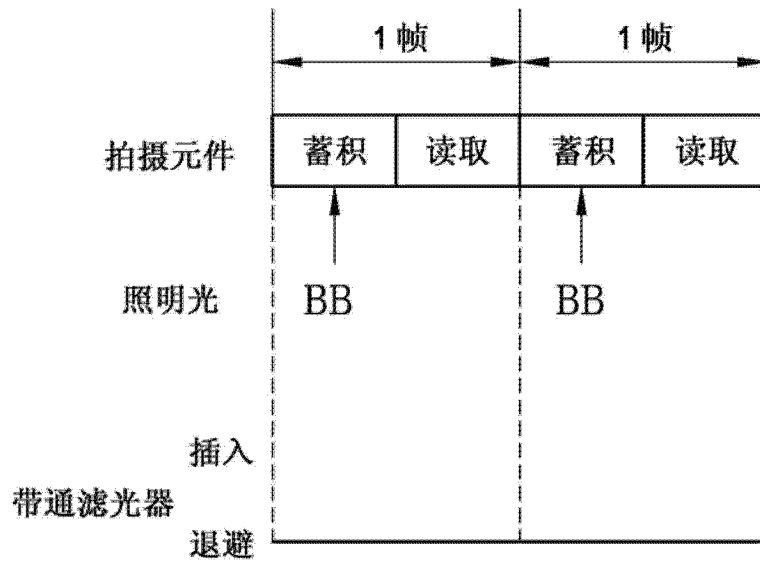 1 帧 1 帧
拍摄元件 蓄积 读取 蓄积 读取
照明光 BB BB
插入
带通滤光器
退避